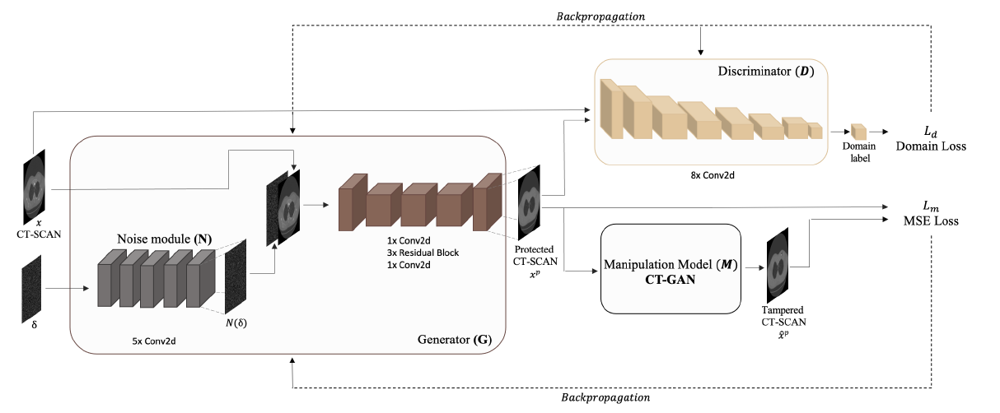 Backpropagation
Discriminator (D)
Domain
label
L_d
Domain Loss
8x Conv2d
x
CT-SCAN
Noise module (N)
1x Conv2d
3x Residual Block
1x Conv2d
Protected
CT-SCAN
x^p
L_m
MSE Loss
Manipulation Model (M)
CT-GAN
Tampered
CT-SCAN
x̂^p
δ
N(δ)
5x Conv2d
Generator (G)
Backpropagation